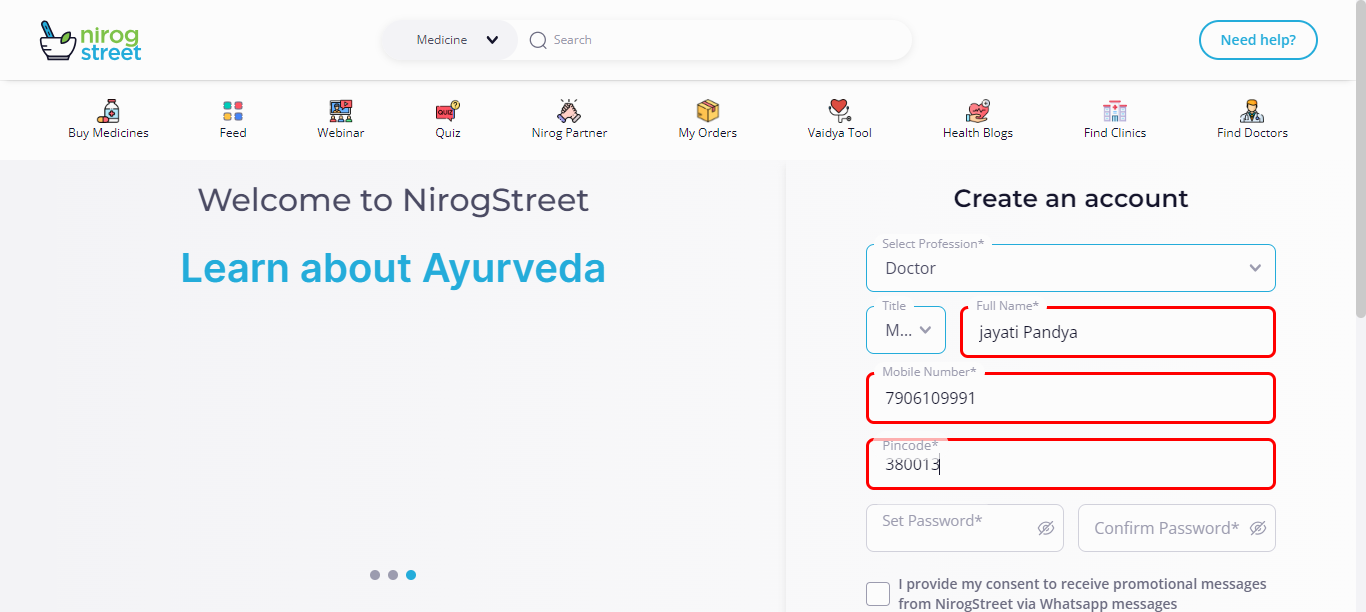 nirog
street
Medicine
Search
Need help?
Buy Medicines
Feed
QUIZ
Webinar
Quiz
Nirog Partner
My Orders
Vaidya Tool
Health Blogs
Find Clinics
Find Doctors
Welcome to NirogStreet
Learn about Ayurveda
Create an account
Select Profession*
Doctor
Title
M...
Full Name*
jayati Pandya
Mobile Number*
7906109991
Pincode*
380013
Set Password*
Confirm Password*
I provide my consent to receive promotional messages
from NirogStreet via Whatsapp messages